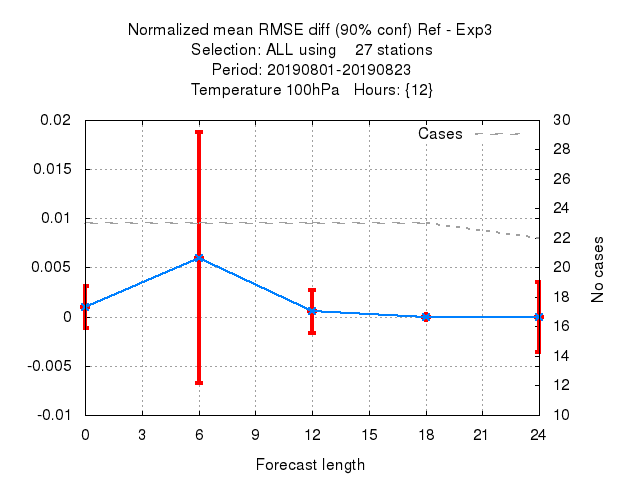 Normalized mean RMSE diff (90% conf) Ref - Exp3
Selection: ALL using    27 stations
Period: 20190801-20190823
Temperature 100hPa   Hours: {12}
Cases
0.02
0.015
0.01
0.005
0
-0.005
-0.01
30
28
26
24
22
20
18
16
14
12
10
No cases
0 3 6 9 12 15 18 21 24
Forecast length